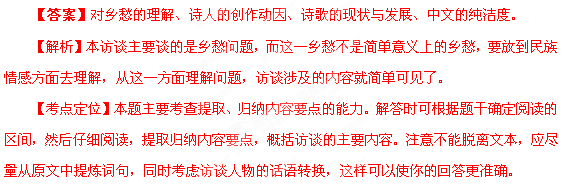 【答案】对乡愁的理解、诗人的创作动因、诗歌的现状与发展、中文的纯洁度。
【解析】本访谈主要谈的是乡愁问题，而这一乡愁不是简单意义上的乡愁，要放到民族
情感方面去理解，从这一方面理解问题，访谈涉及的内容就简单可见了。
【考点定位】本题主要考查提取、归纳内容要点的能力。解答时可根据题干确定阅读的
区间，然后仔细阅读，提取归纳内容要点，概括访谈的主要内容。注意不能脱离文本，应尽
量从原文中提炼词句，同时考虑访谈人物的话语转换，这样可以使你的回答更准确。